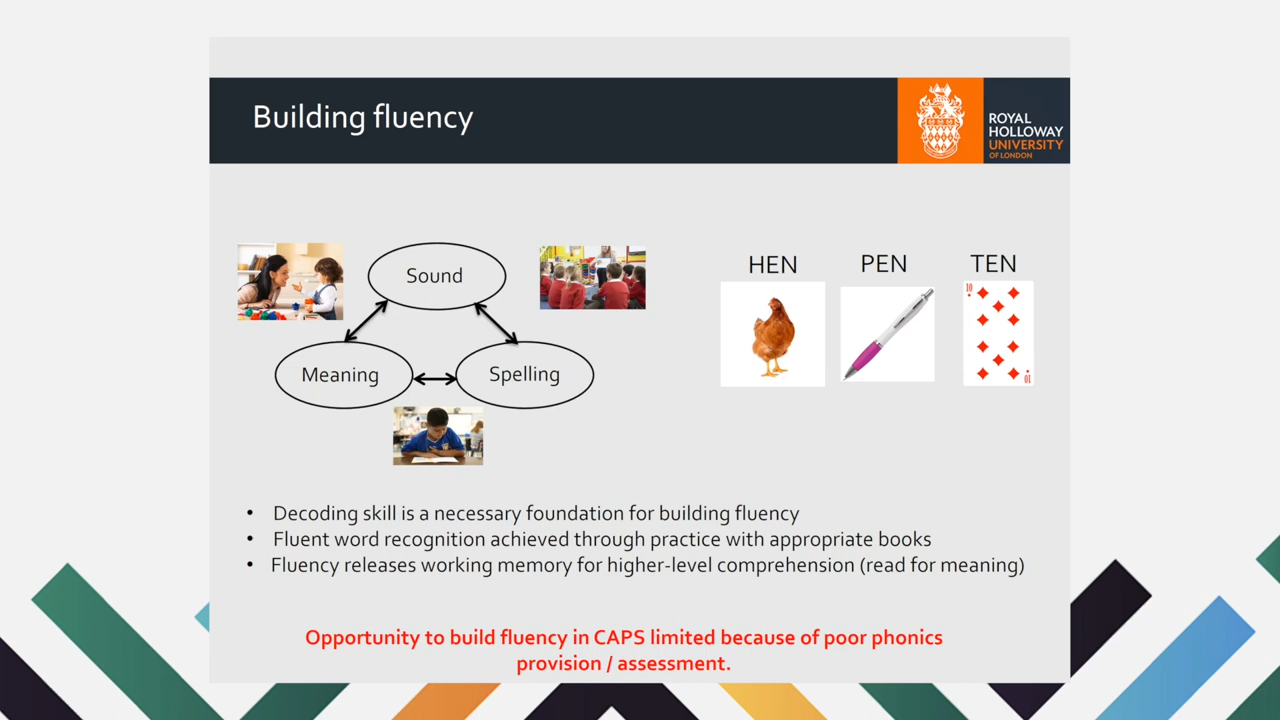 Building fluency
ROYAL
HOLLOWAY
UNIVERSITY
OF LONDON
Sound
Meaning
Spelling
HEN
PEN
TEN
10
10
• Decoding skill is a necessary foundation for building fluency
• Fluent word recognition achieved through practice with appropriate books
• Fluency releases working memory for higher-level comprehension (read for meaning)
Opportunity to build fluency in CAPS limited because of poor phonics
provision / assessment.